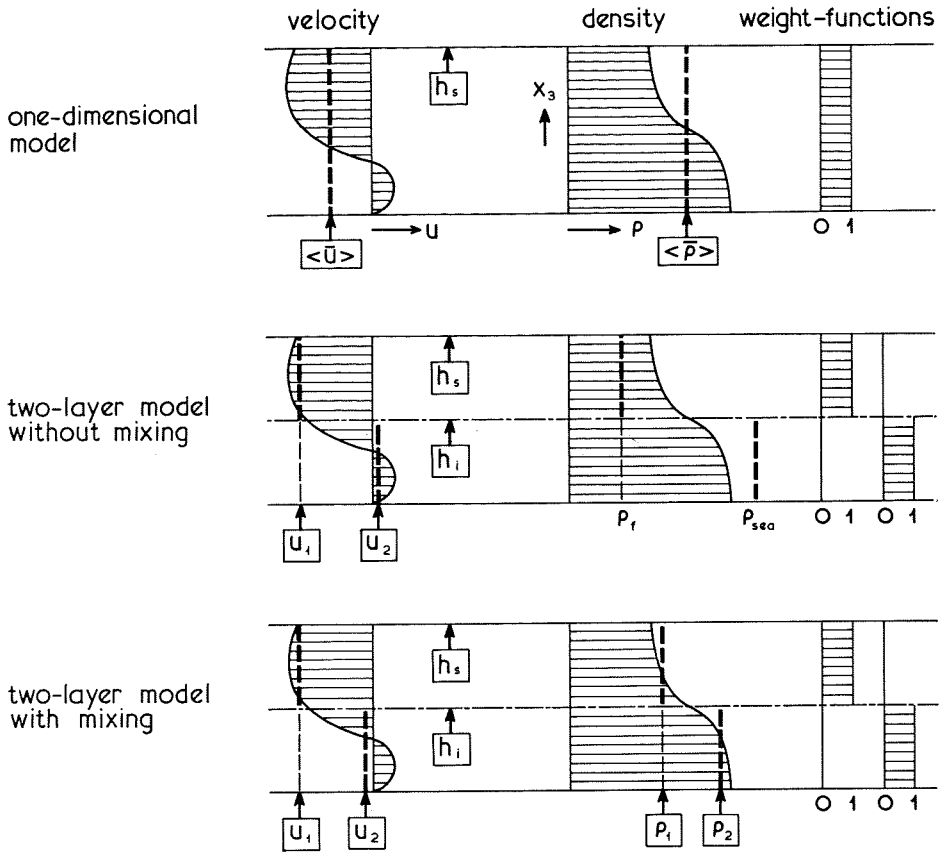 velocity density weight-functions
one-dimensional
model
h_s
x_3
u
ρ
0 1
<ū>
<ρ̄>
two-layer model
without mixing
h_s
h_i
ρ_f
ρ_sea
0 1 0 1
u_1
u_2
two-layer model
with mixing
h_s
h_i
0 1 0 1
u_1
u_2
ρ_1
ρ_2